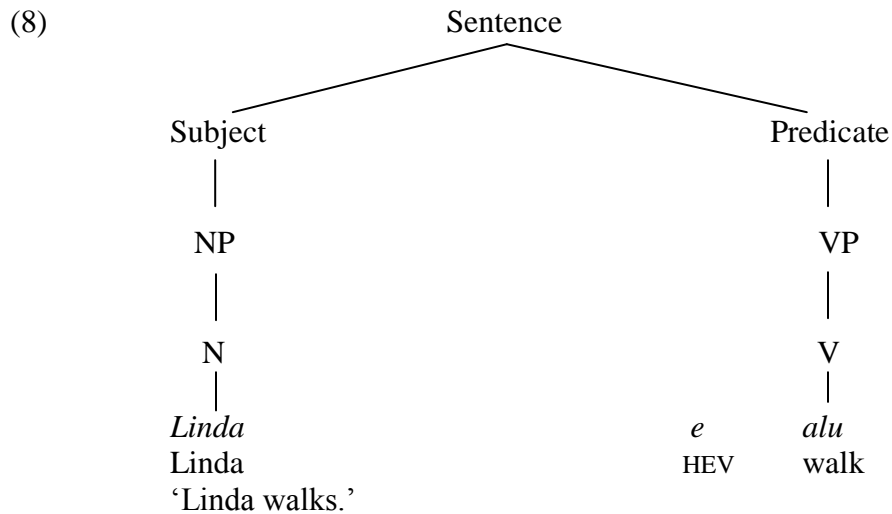 (8) Sentence
Subject Predicate
NP VP
N V
Linda e alu
Linda HEV walk
‘Linda walks.’